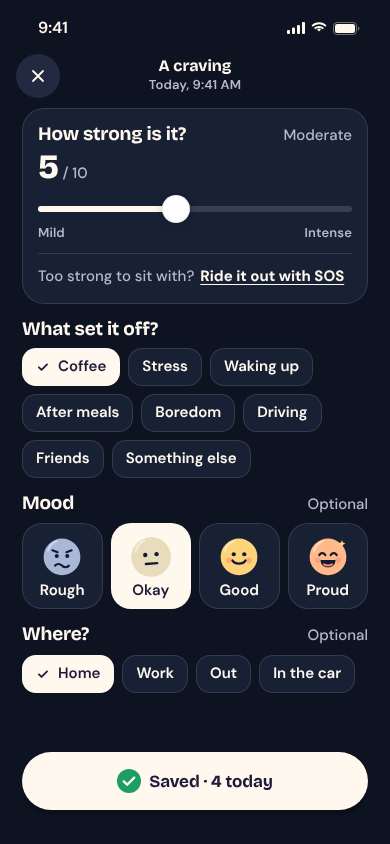 9:41
A craving
Today, 9:41 AM
How strong is it? Moderate
5 / 10
Mild Intense
Too strong to sit with? Ride it out with SOS
What set it off?
Coffee Stress Waking up
After meals Boredom Driving
Friends Something else
Mood Optional
Rough Okay Good Proud
Where? Optional
Home Work Out In the car
Saved · 4 today